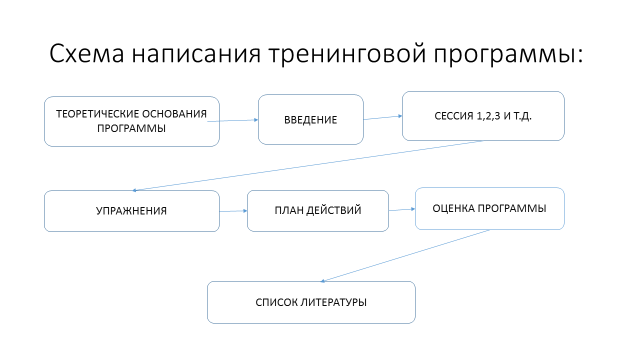 Схема написания тренинговой программы:
ТЕОРЕТИЧЕСКИЕ ОСНОВАНИЯ
ПРОГРАММЫ
ВВЕДЕНИЕ
СЕССИЯ 1,2,3 И Т.Д.
УПРАЖНЕНИЯ
ПЛАН ДЕЙСТВИЙ
ОЦЕНКА ПРОГРАММЫ
СПИСОК ЛИТЕРАТУРЫ